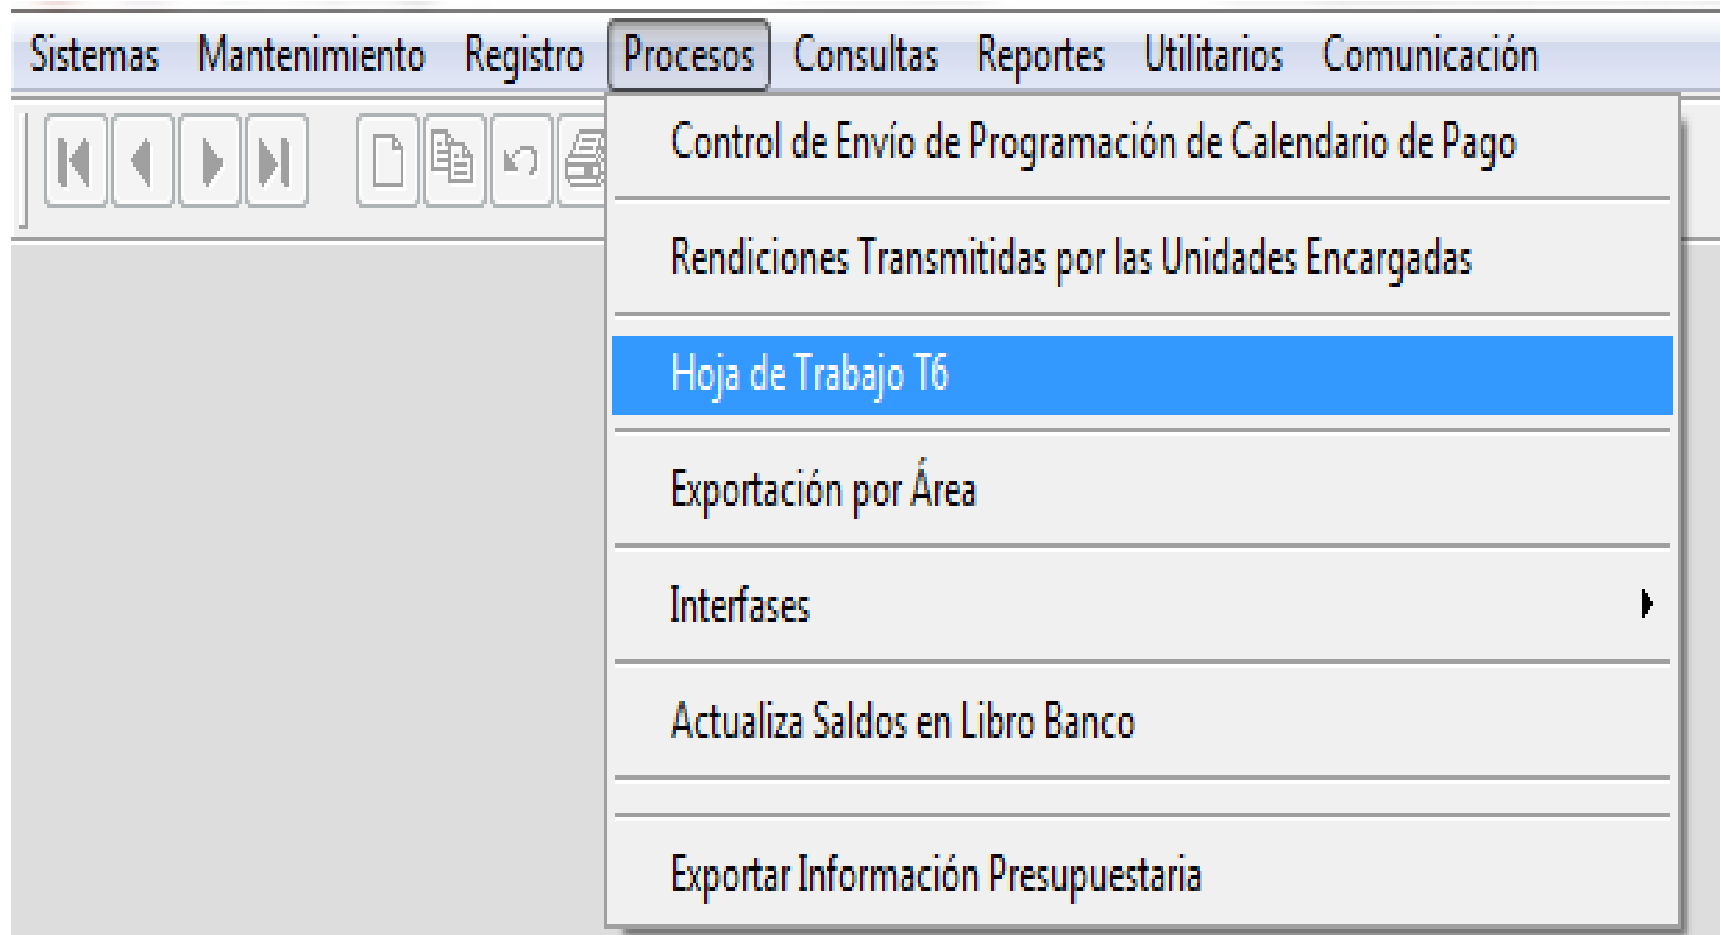 Sistemas Mantenimiento Registro Procesos Consultas Reportes Utilitarios Comunicación
Control de Envío de Programación de Calendario de Pago
Rendiciones Transmitidas por las Unidades Encargadas
Hoja de Trabajo T6
Exportación por Área
Interfases
Actualiza Saldos en Libro Banco
Exportar Información Presupuestaria